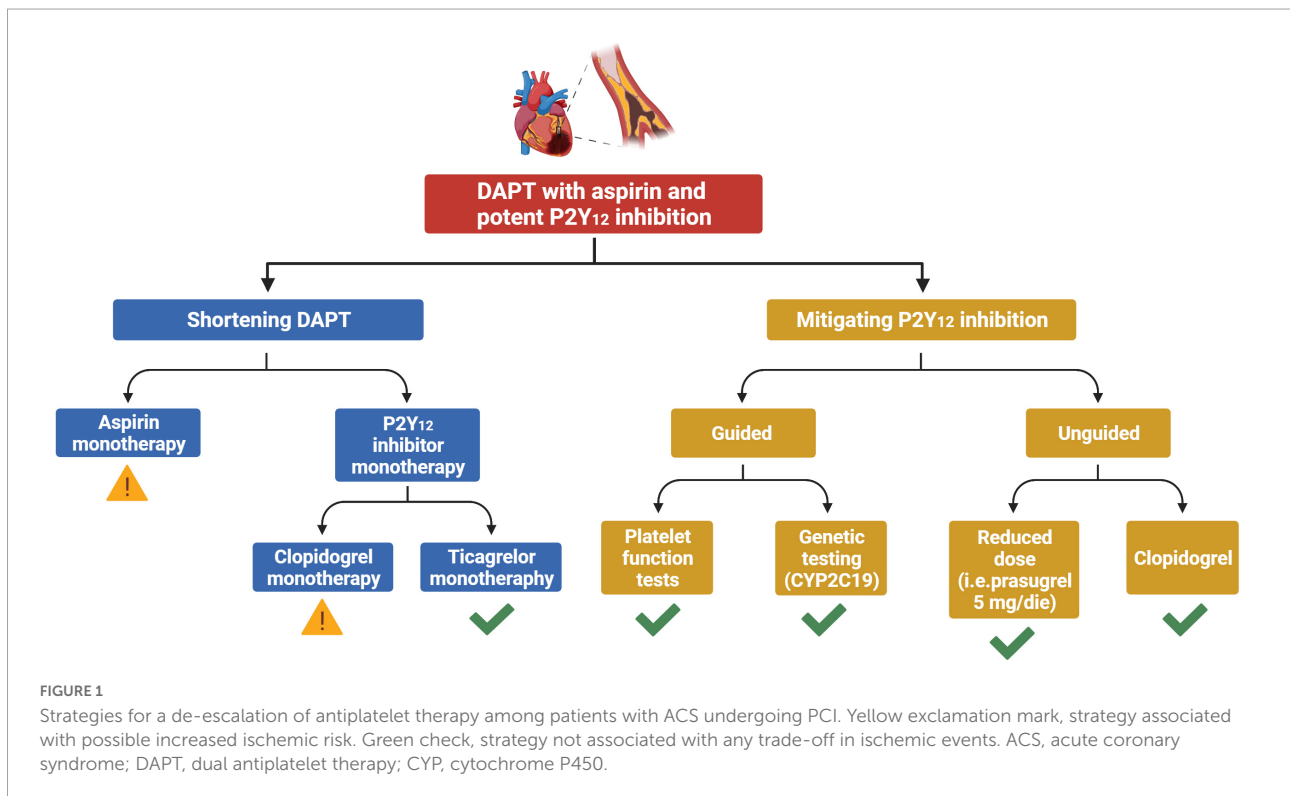 DAPT with aspirin and
potent P2Y12 inhibition
Shortening DAPT
Mitigating P2Y12 inhibition
Aspirin
monotherapy
P2Y12
inhibitor
monotherapy
Guided
Unguided
Clopidogrel
monotherapy
Ticagrelor
monotheraphy
Platelet
function
tests
Genetic
testing
(CYP2C19)
Reduced
dose
(i.e.prasugrel
5 mg/die)
Clopidogrel
FIGURE 1
Strategies for a de-escalation of antiplatelet therapy among patients with ACS undergoing PCI. Yellow exclamation mark, strategy associated
with possible increased ischemic risk. Green check, strategy not associated with any trade-off in ischemic events. ACS, acute coronary
syndrome; DAPT, dual antiplatelet therapy; CYP, cytochrome P450.